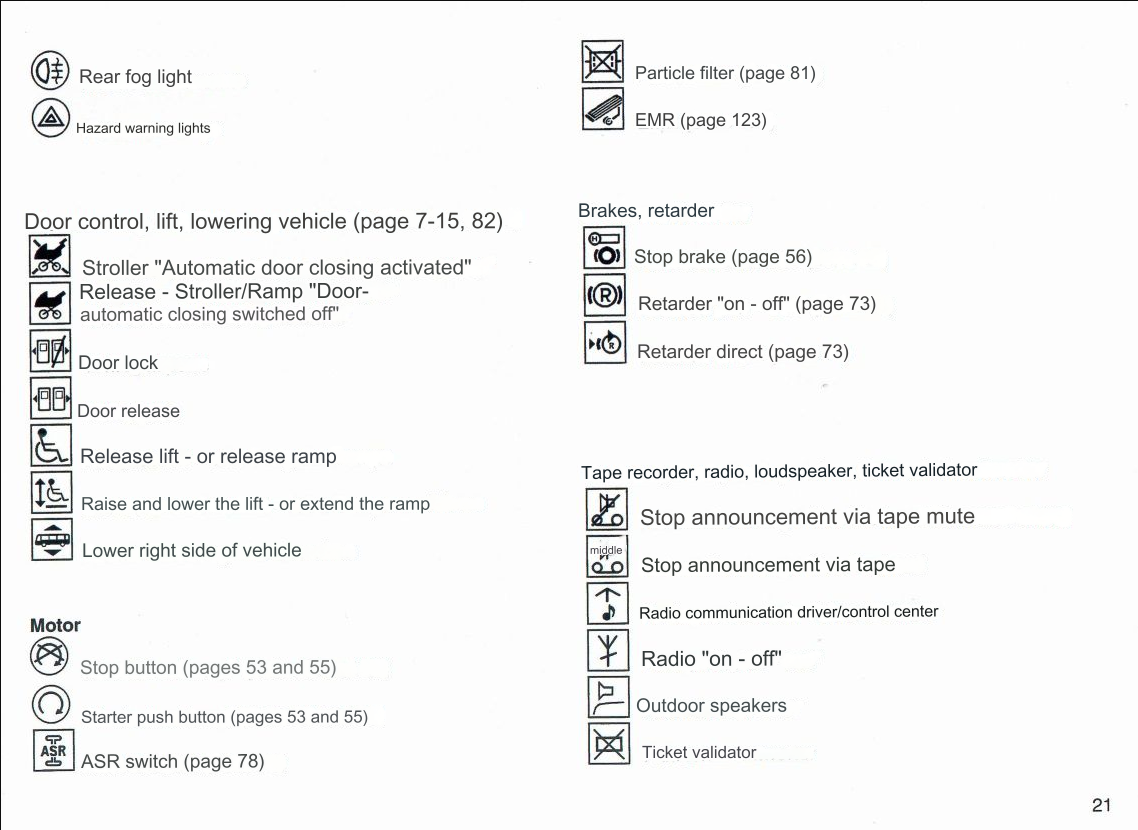 Rear fog light
Hazard warning lights
Door control, lift, lowering vehicle (page 7-15, 82)
Stroller "Automatic door closing activated"
Release - Stroller/Ramp "Door-
automatic closing switched off"
Door lock
Door release
Release lift - or release ramp
Raise and lower the lift - or extend the ramp
Lower right side of vehicle
Motor
Stop button (pages 53 and 55)
Starter push button (pages 53 and 55)
ASR
ASR switch (page 78)
Particle filter (page 81)
EMR (page 123)
Brakes, retarder
H
Stop brake (page 56)
R
Retarder "on - off" (page 73)
R
Retarder direct (page 73)
Tape recorder, radio, loudspeaker, ticket validator
Stop announcement via tape mute
middle
Stop announcement via tape
Radio communication driver/control center
Radio "on - off"
Outdoor speakers
Ticket validator
21